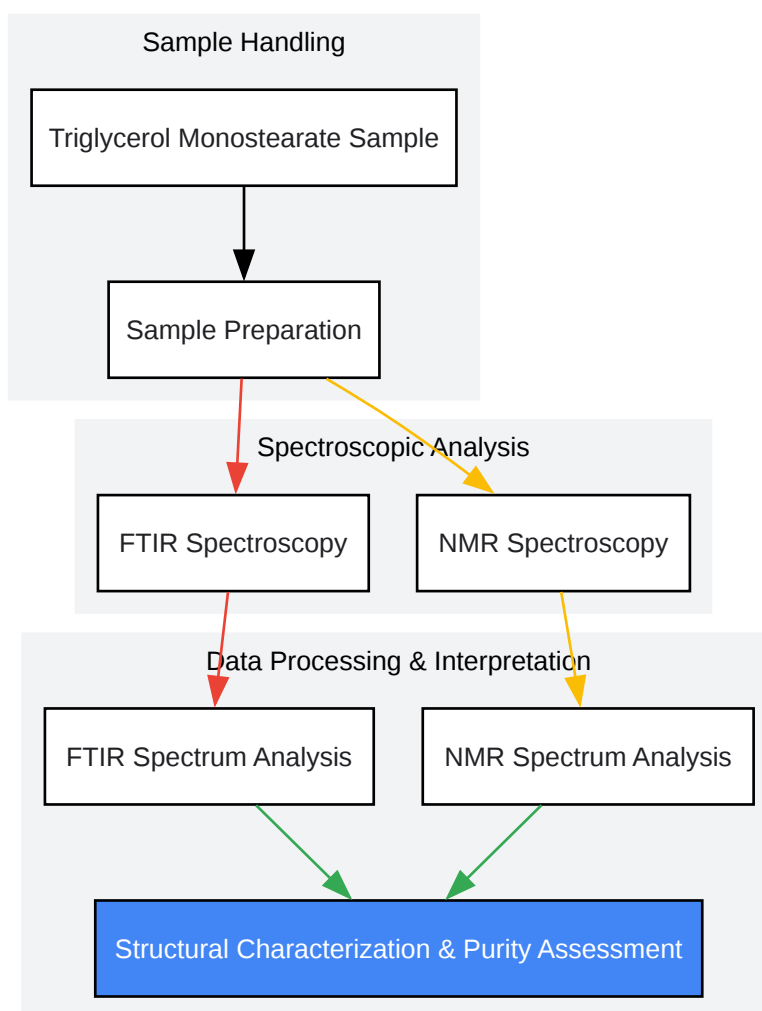 Sample Handling
Triglycerol Monostearate Sample
Sample Preparation
Spectroscopic Analysis
FTIR Spectroscopy
NMR Spectroscopy
Data Processing & Interpretation
FTIR Spectrum Analysis
NMR Spectrum Analysis
Structural Characterization & Purity Assessment